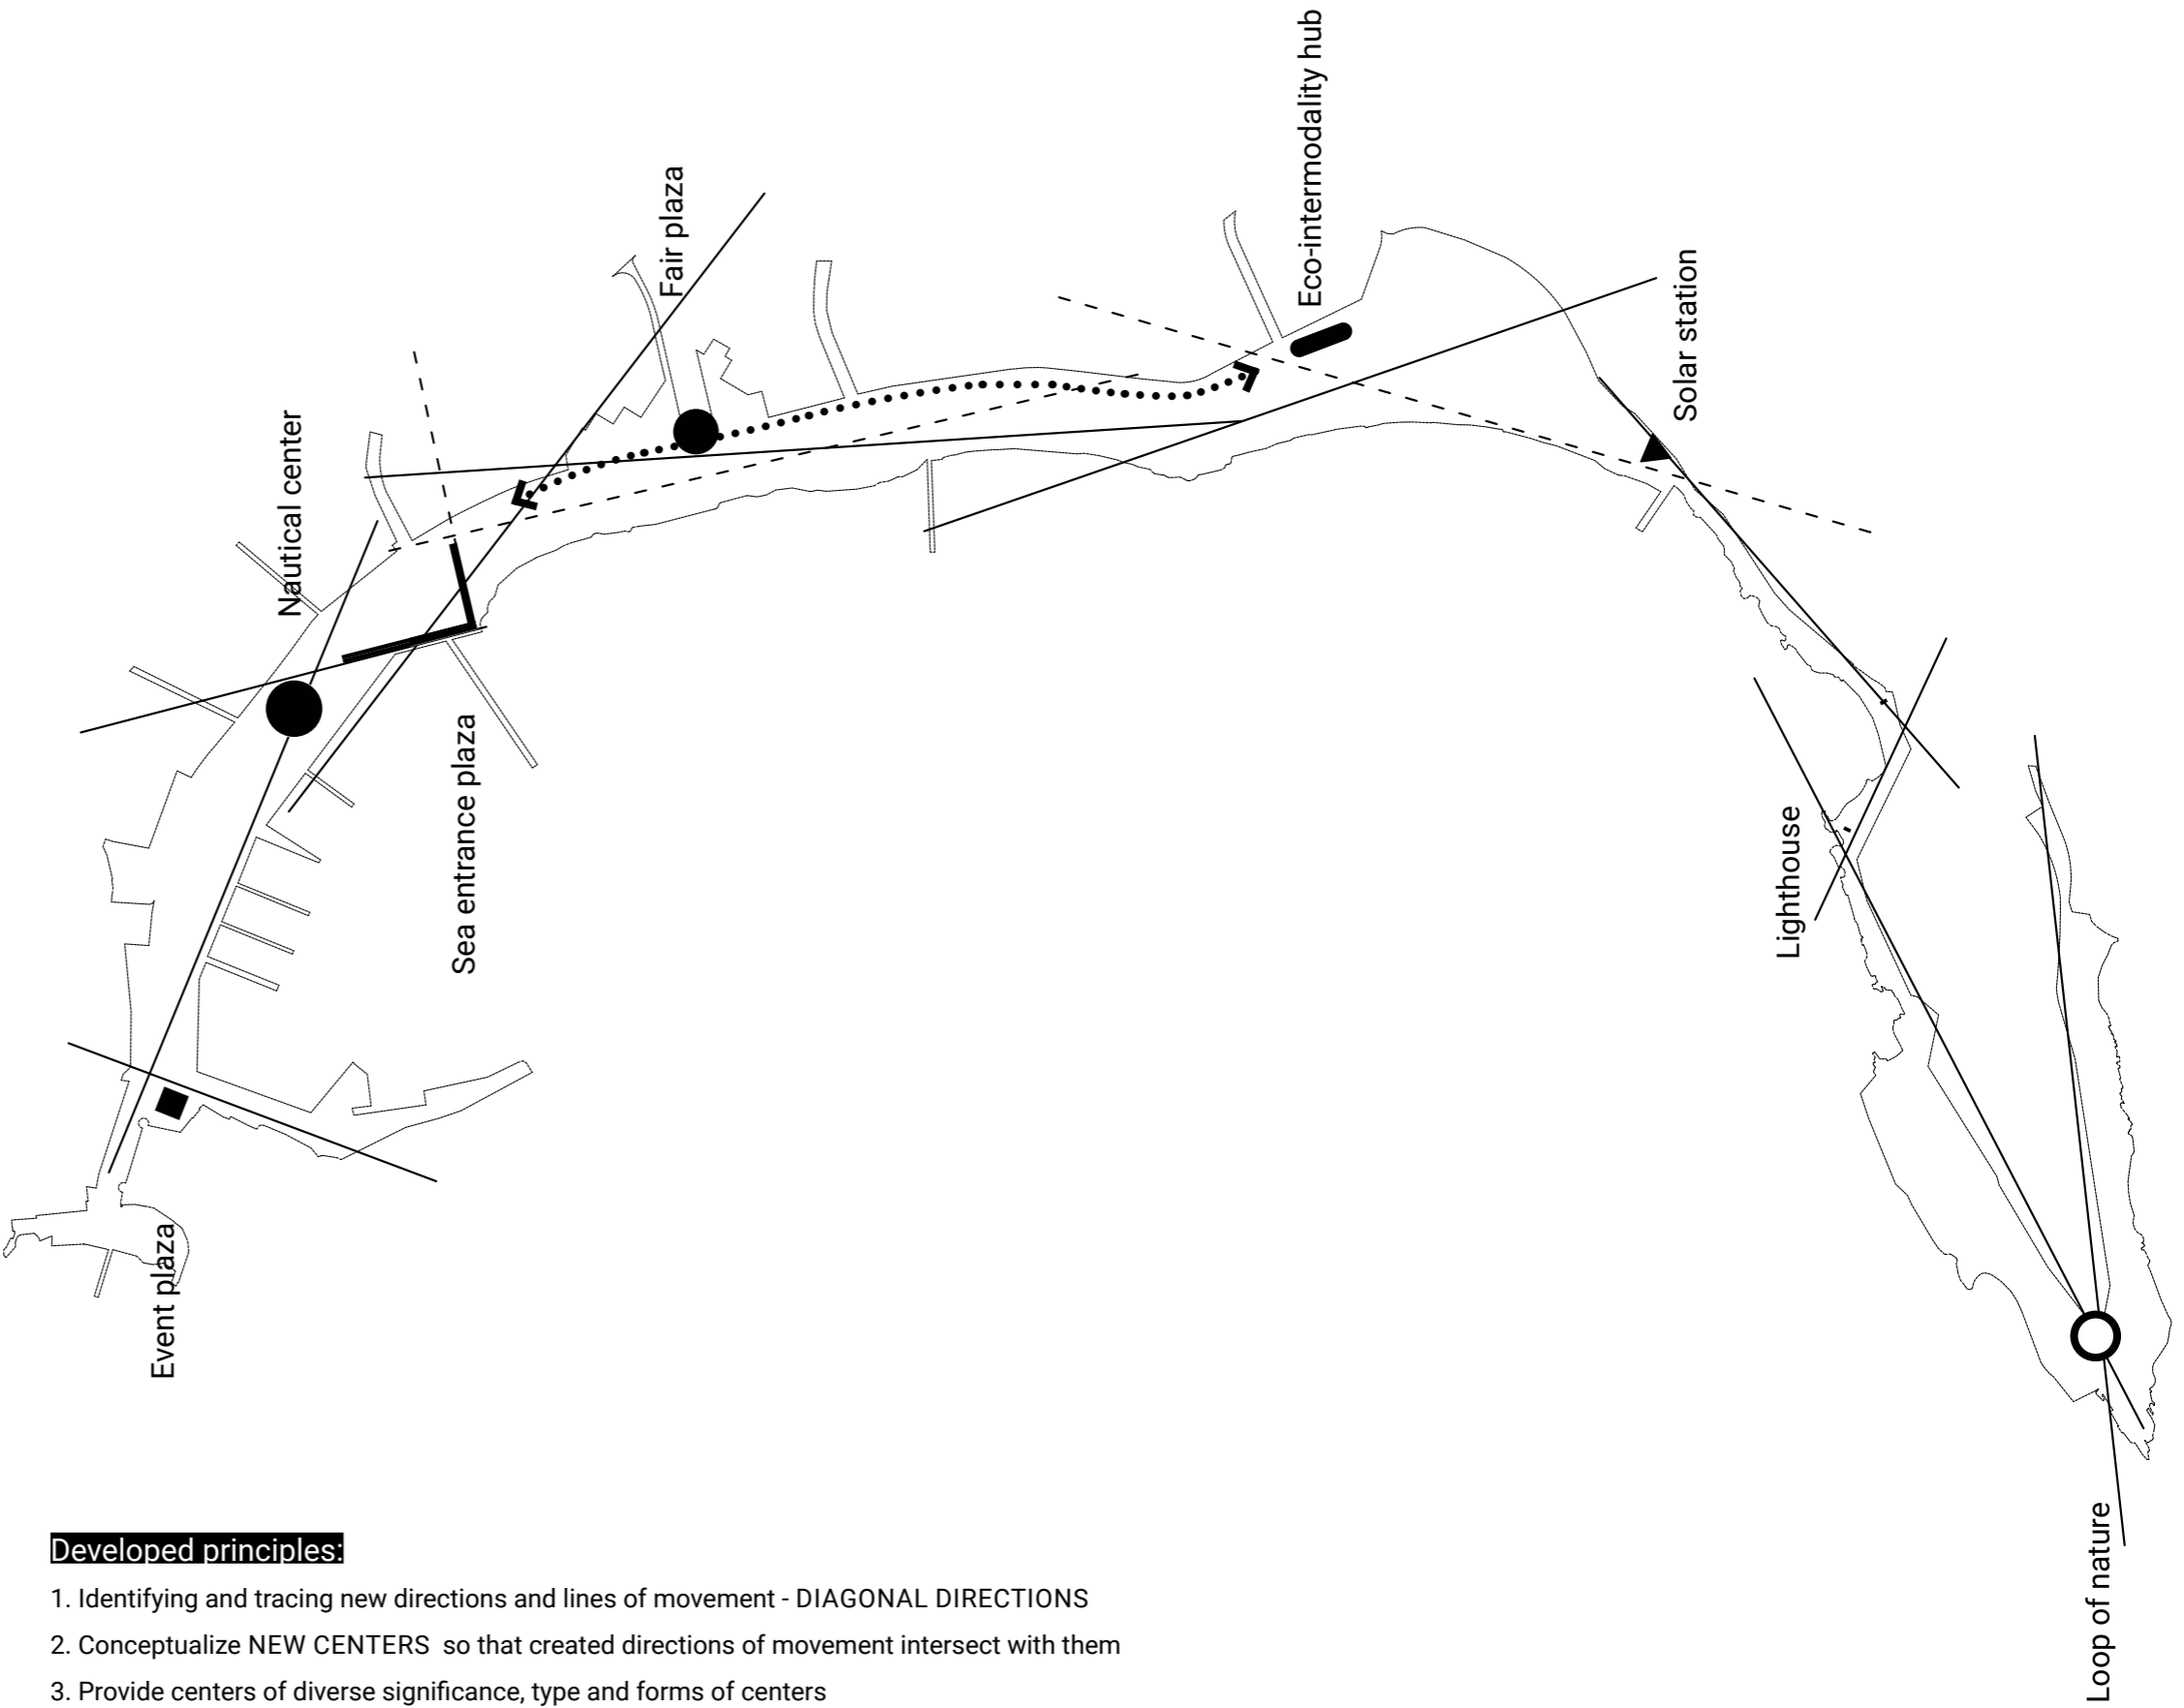 Eco-intermodality hub
Fair plaza
Solar station
Nautical center
Sea entrance plaza
Lighthouse
Event plaza
Loop of nature
Developed principles:
1. Identifying and tracing new directions and lines of movement - DIAGONAL DIRECTIONS
2. Conceptualize NEW CENTERS so that created directions of movement intersect with them
3. Provide centers of diverse significance, type and forms of centers